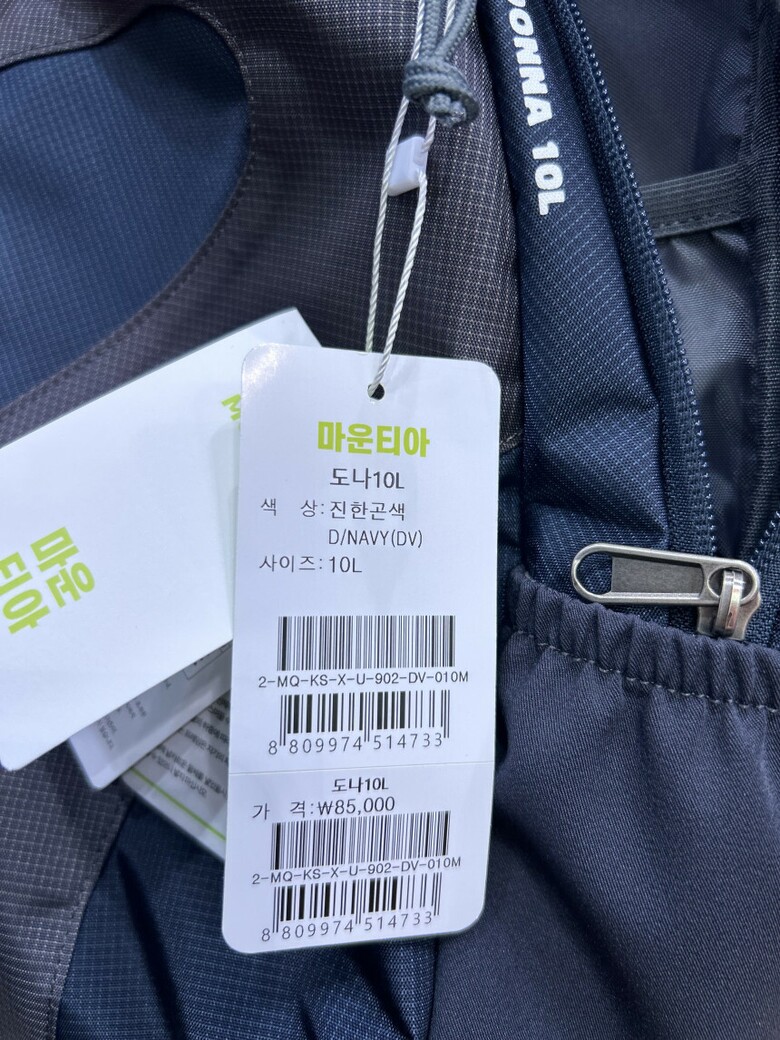 DONNA 10L
마운티아
도나10L
색 상:진한곤색
D/NAVY(DV)
사이즈:10L
2-MQ-KS-X-U-902-DV-010M
8 809974 514733
도나10L
가 격:₩85,000
2-MQ-KS-X-U-902-DV-010M
8 809974 514733
마운
티아